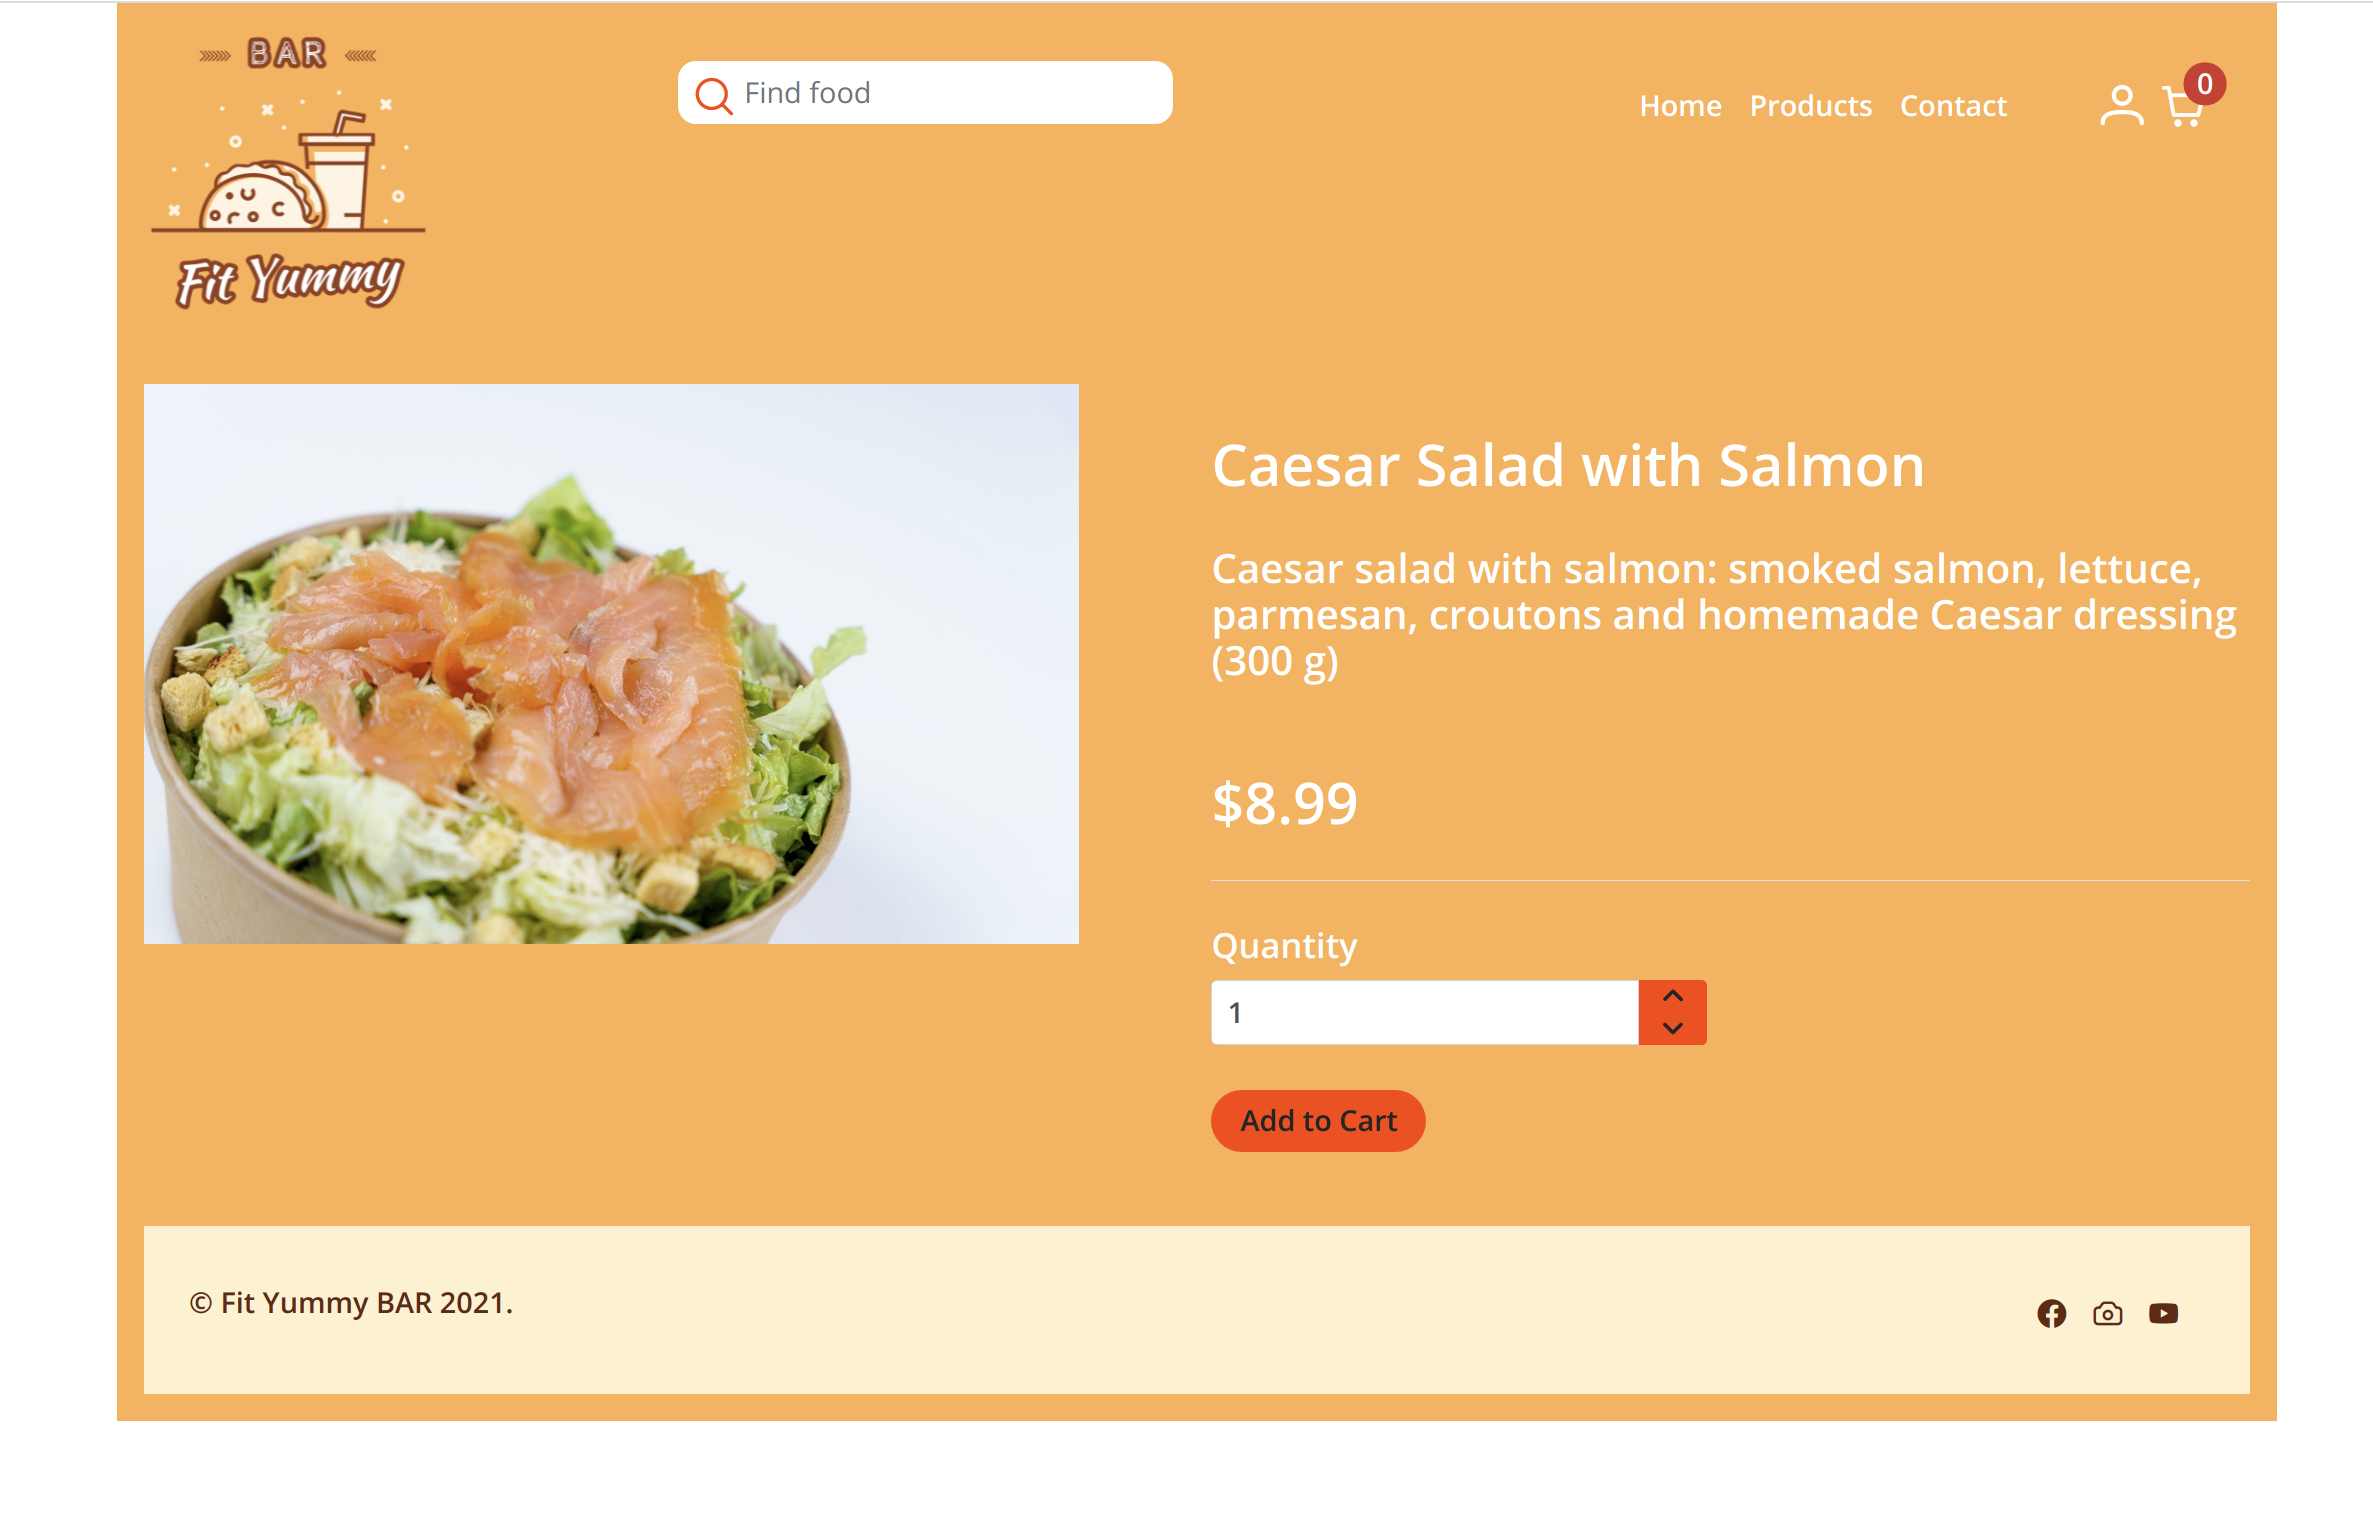 BAR
Fit Yummy
Find food
Home Products Contact
0
Caesar Salad with Salmon
Caesar salad with salmon: smoked salmon, lettuce,
parmesan, croutons and homemade Caesar dressing
(300 g)
$8.99
Quantity
1
Add to Cart
© Fit Yummy BAR 2021.